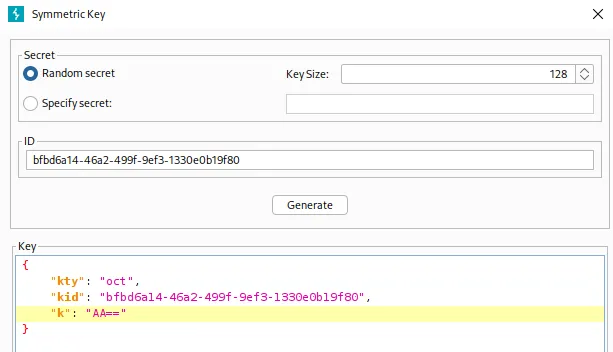 Symmetric Key
Secret
Random secret
Key Size:
128
Specify secret:
ID
bfbd6a14-46a2-499f-9ef3-1330e0b19f80
Generate
Key
{
"kty": "oct",
"kid": "bfbd6a14-46a2-499f-9ef3-1330e0b19f80",
"k": "AA=="
}